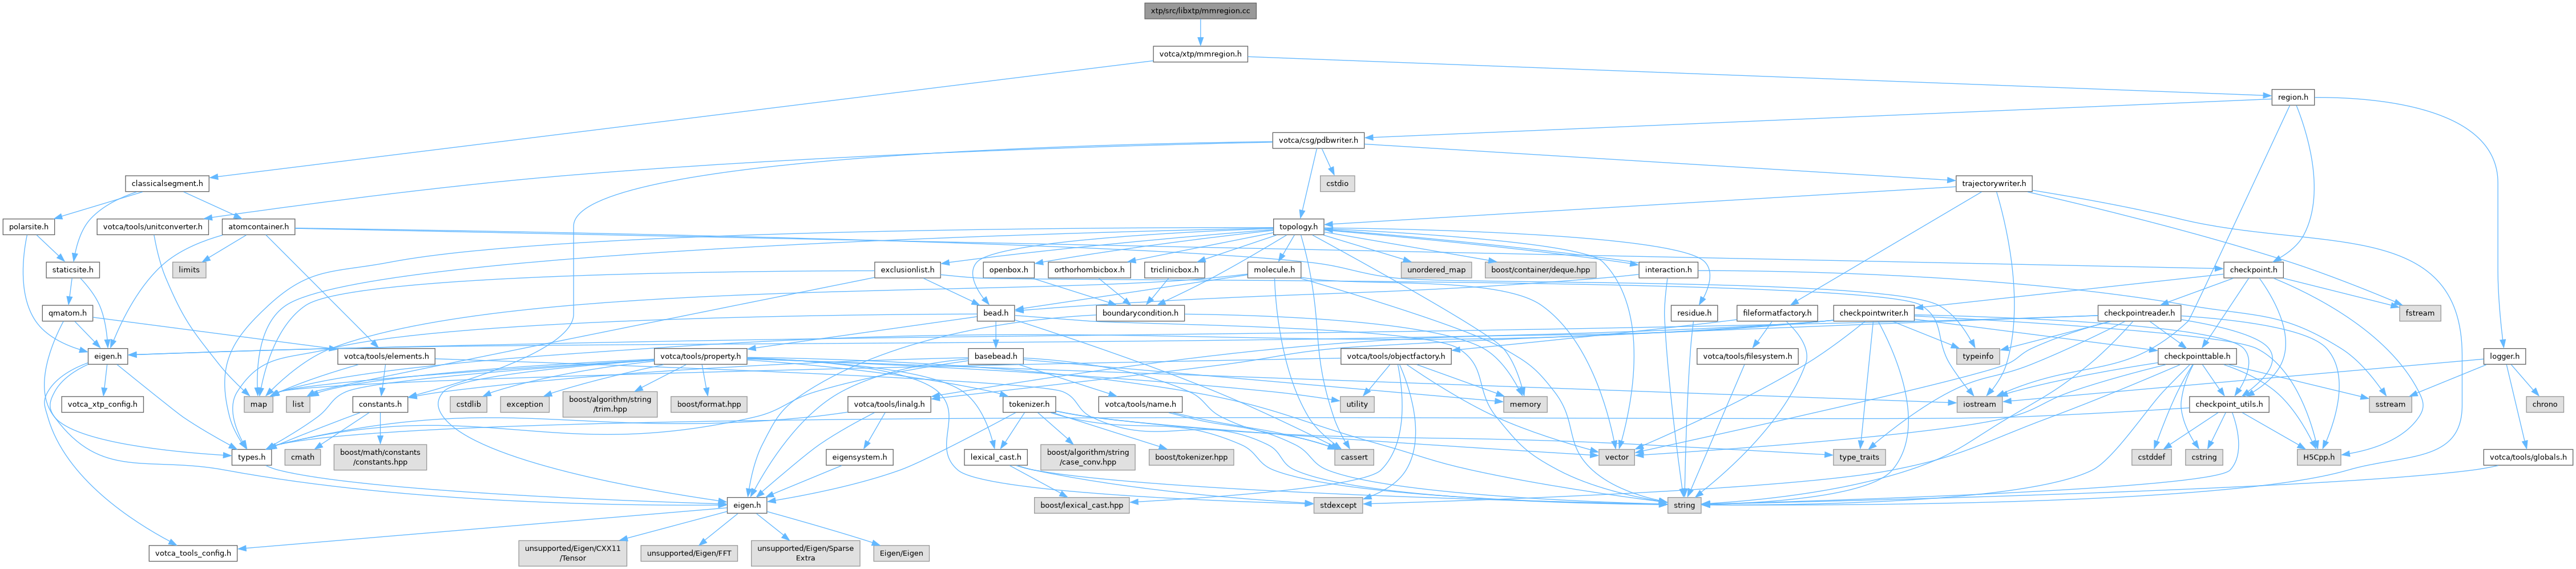 xtp/src/libxtp/mmregion.cc
votca/xtp/mmregion.h
region.h
votca/csg/pdbwriter.h
classicalsegment.h
cstdio
trajectorywriter.h
polarsite.h
votca/tools/unitconverter.h
atomcontainer.h
topology.h
staticsite.h
limits
exclusionlist.h
openbox.h
orthorhombicbox.h
triclinicbox.h
molecule.h
unordered_map
boost/container/deque.hpp
interaction.h
checkpoint.h
qmatom.h
bead.h
boundarycondition.h
residue.h
fileformatfactory.h
checkpointwriter.h
checkpointreader.h
fstream
eigen.h
votca/tools/elements.h
votca/tools/property.h
basebead.h
votca/tools/objectfactory.h
votca/tools/filesystem.h
typeinfo
checkpointtable.h
logger.h
votca_xtp_config.h
map
list
constants.h
cstdlib
exception
boost/algorithm/string
/trim.hpp
boost/format.hpp
votca/tools/linalg.h
tokenizer.h
votca/tools/name.h
utility
memory
iostream
checkpoint_utils.h
sstream
chrono
types.h
cmath
boost/math/constants
/constants.hpp
eigensystem.h
lexical_cast.h
boost/algorithm/string
/case_conv.hpp
boost/tokenizer.hpp
cassert
vector
type_traits
cstddef
cstring
H5Cpp.h
votca/tools/globals.h
eigen.h
boost/lexical_cast.hpp
stdexcept
string
votca_tools_config.h
unsupported/Eigen/CXX11
/Tensor
unsupported/Eigen/FFT
unsupported/Eigen/Sparse
Extra
Eigen/Eigen